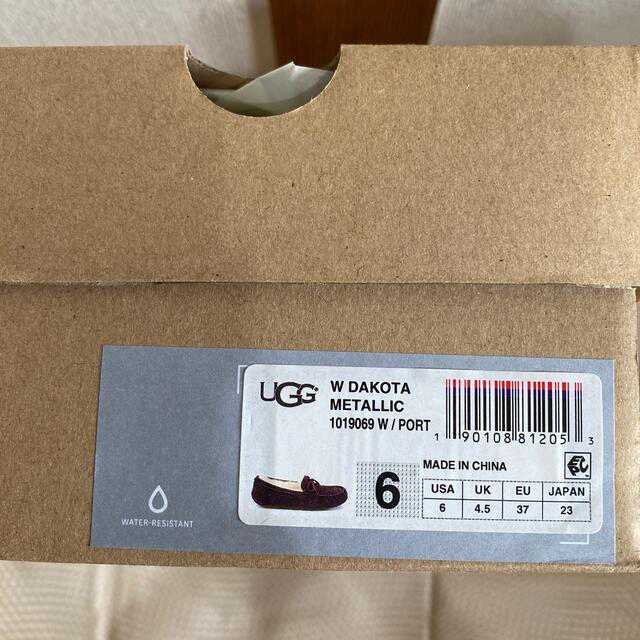 UGG
W DAKOTA
METALLIC
1019069 W / PORT
1 90108 81205 3
MADE IN CHINA
6
USA UK EU JAPAN
6 4.5 37 23
WATER-RESISTANT